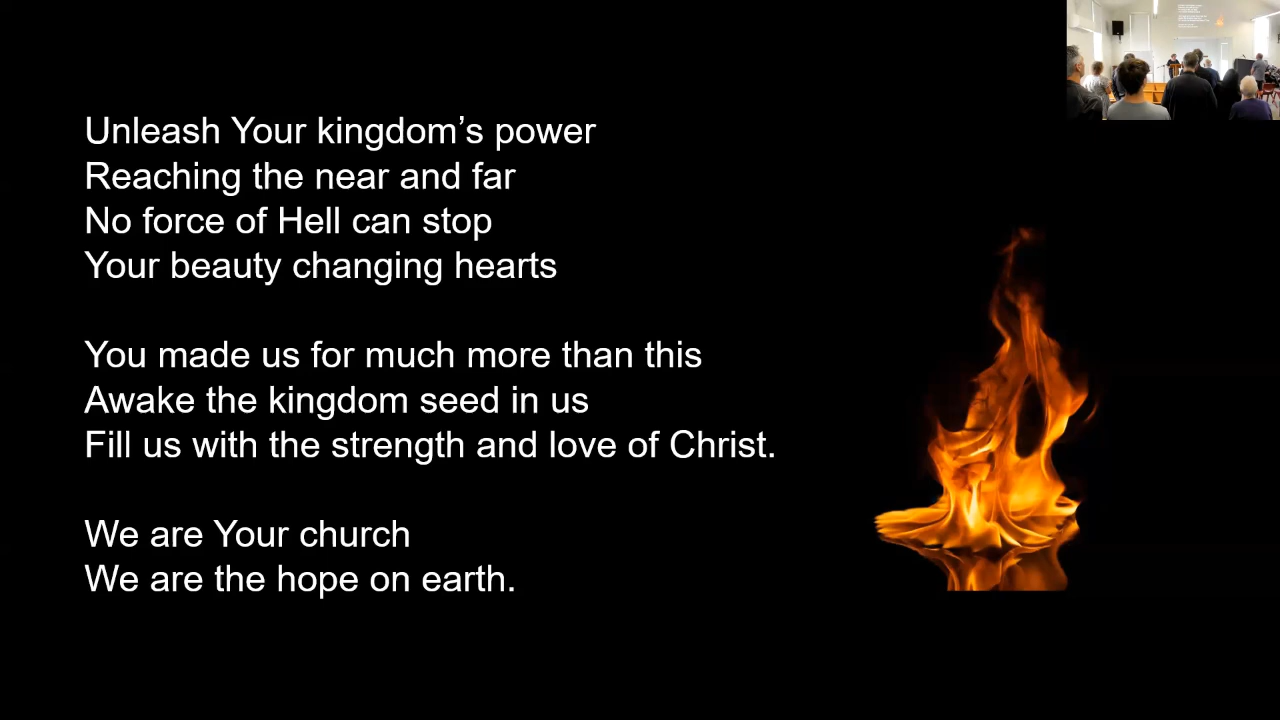 Unleash Your kingdom’s power
Reaching the near and far
No force of Hell can stop
Your beauty changing hearts
You made us for much more than this
Awake the kingdom seed in us
Fill us with the strength and love of Christ.
We are Your church
We are the hope on earth.